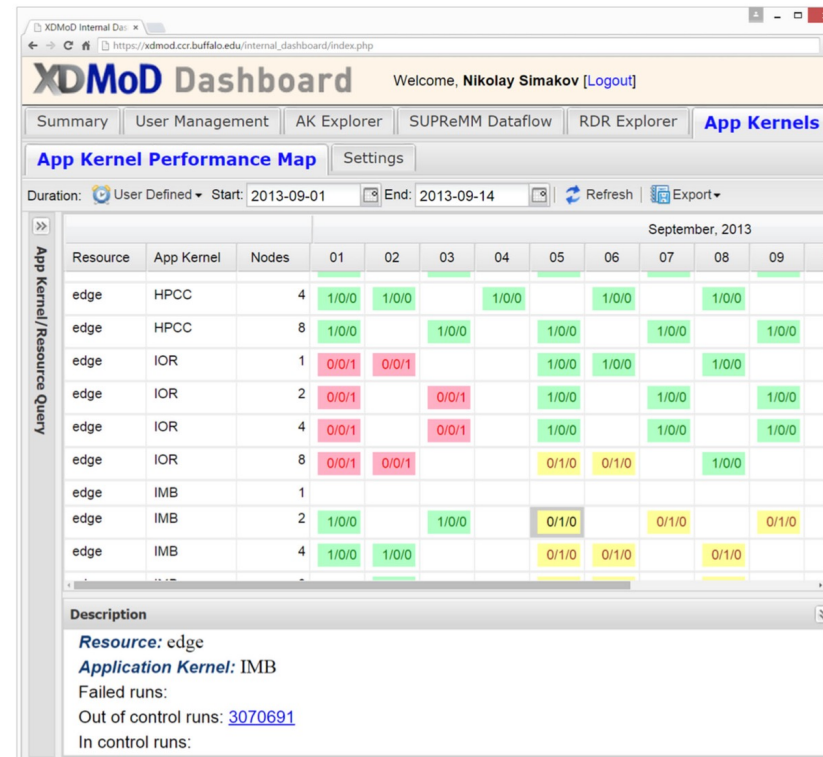 XDMoD Internal Das ×
https://xdmod.ccr.buffalo.edu/internal_dashboard/index.php
XDMoD Dashboard Welcome, Nikolay Simakov [Logout]
Summary User Management AK Explorer SUPReMM Dataflow RDR Explorer App Kernels
App Kernel Performance Map Settings
Duration: User Defined Start: 2013-09-01 End: 2013-09-14 Refresh Export
App Kernel/Resource Query
September, 2013
Resource App Kernel Nodes 01 02 03 04 05 06 07 08 09
edge HPCC 4 1/0/0 1/0/0 1/0/0 1/0/0 1/0/0
edge HPCC 8 1/0/0 1/0/0 1/0/0 1/0/0 1/0/0
edge IOR 1 0/0/1 0/0/1 1/0/0 1/0/0 1/0/0
edge IOR 2 0/0/1 0/0/1 1/0/0 1/0/0 1/0/0
edge IOR 4 0/0/1 0/0/1 1/0/0 1/0/0 1/0/0
edge IOR 8 0/0/1 0/0/1 0/1/0 0/1/0 1/0/0
edge IMB 1
edge IMB 2 1/0/0 1/0/0 0/1/0 0/1/0 0/1/0
edge IMB 4 1/0/0 1/0/0 0/1/0 0/1/0 0/1/0
Description
Resource: edge
Application Kernel: IMB
Failed runs:
Out of control runs: 3070691
In control runs: